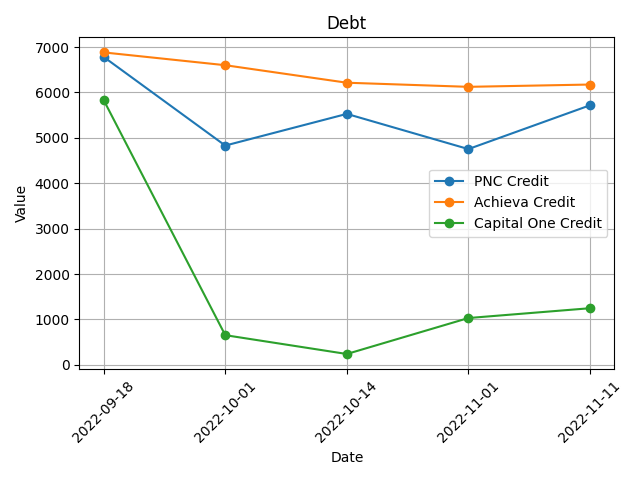 Debt
Value
7000
6000
5000
4000
3000
2000
1000
0
PNC Credit
Achieva Credit
Capital One Credit
2022-09-18
2022-10-01
2022-10-14
2022-11-01
2022-11-11
Date